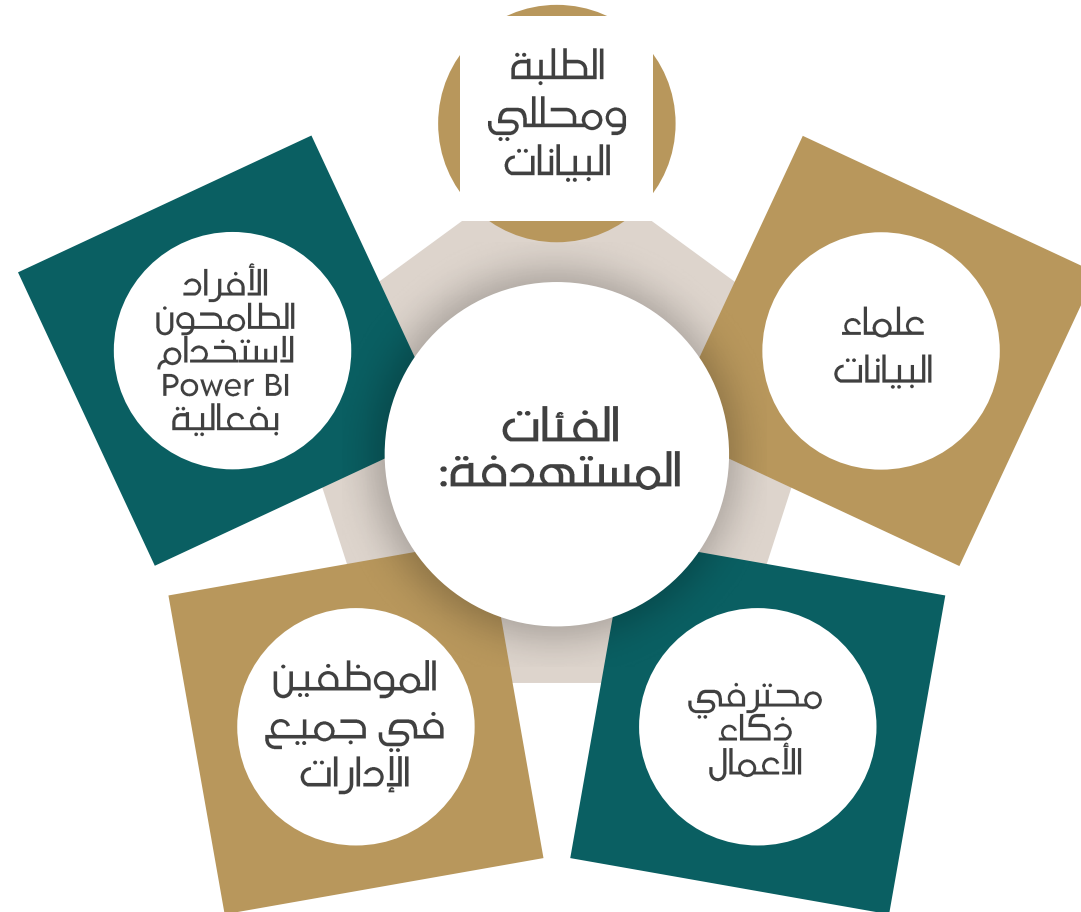 الفئات
المستهدفة:
الطلبة
ومحللي
البيانات
علماء
البيانات
محترفي
ذكاء
الأعمال
الموظفين
في جميع
الإدارات
الأفراد
الطامحون
لاستخدام
Power BI
بفعالية